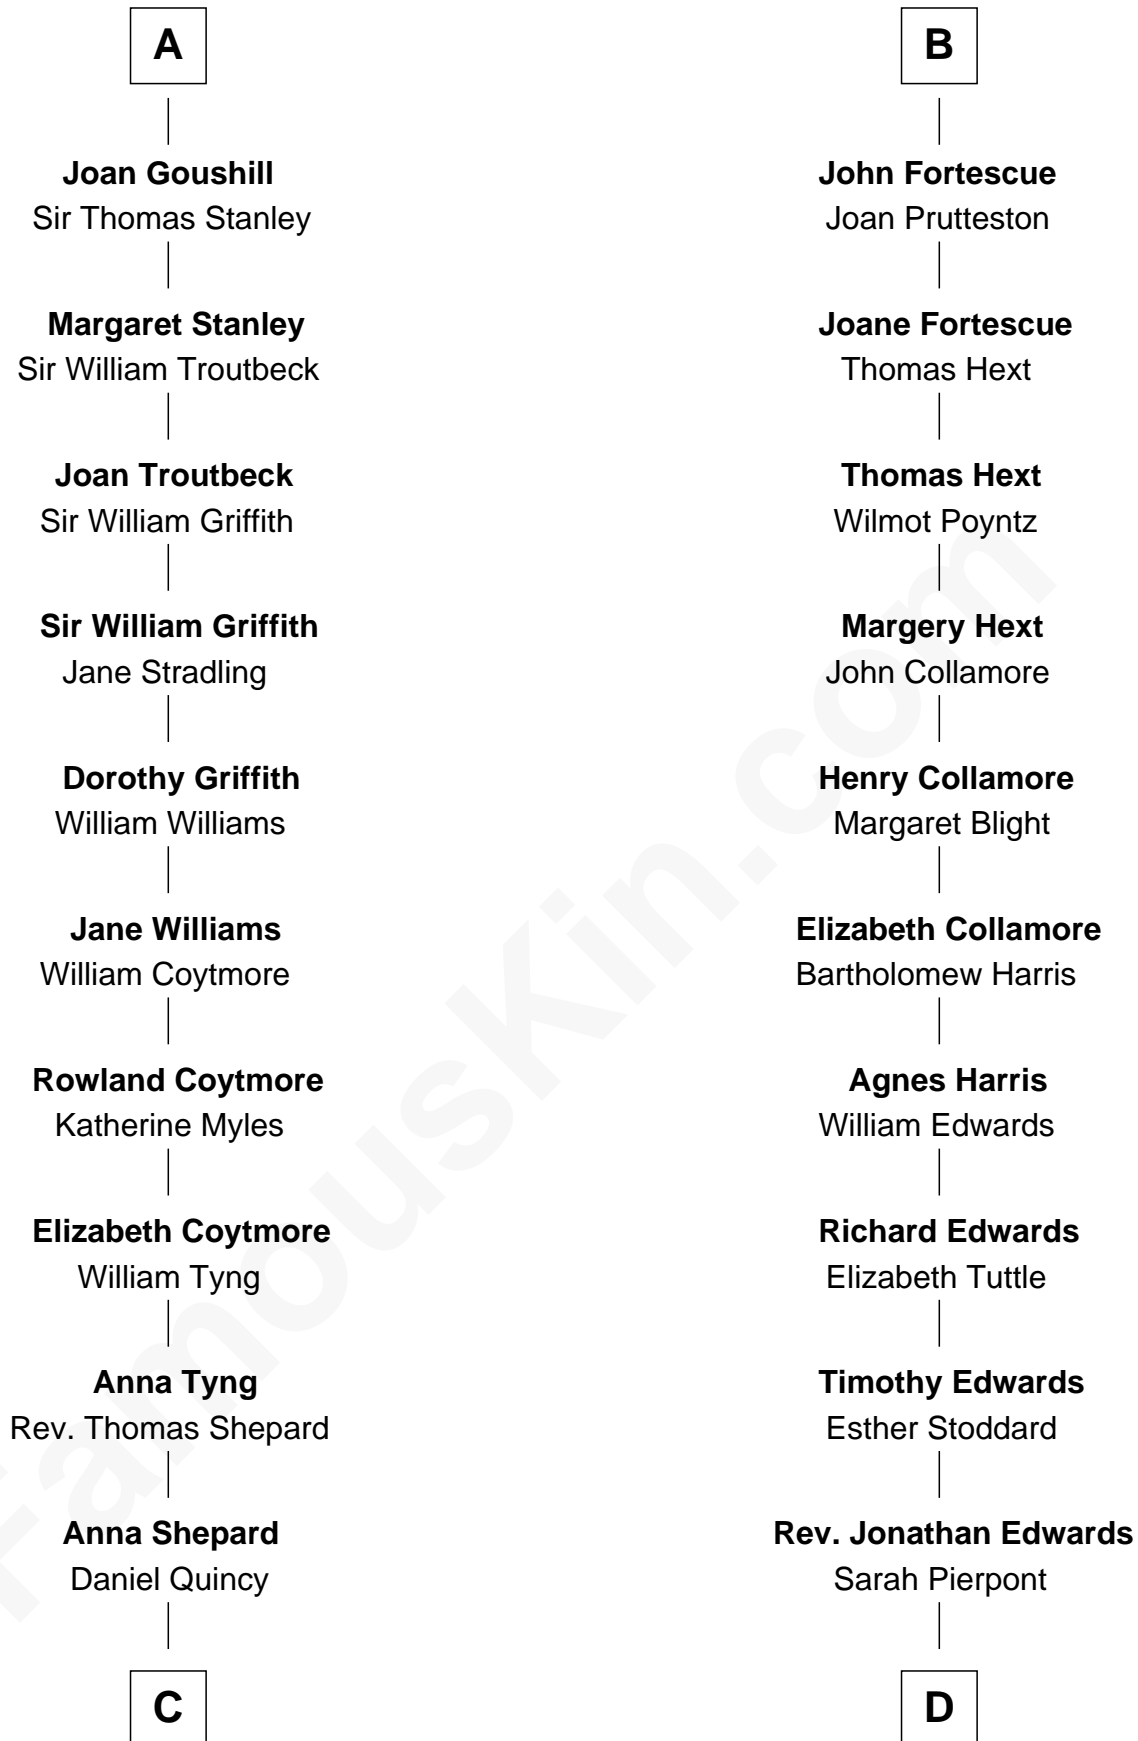 A
Joan Goushill
Sir Thomas Stanley
Margaret Stanley
Sir William Troutbeck
Joan Troutbeck
Sir William Griffith
Sir William Griffith
Jane Stradling
Dorothy Griffith
William Williams
Jane Williams
William Coytmore
Rowland Coytmore
Katherine Myles
Elizabeth Coytmore
William Tyng
Anna Tyng
Rev. Thomas Shepard
Anna Shepard
Daniel Quincy
C
B
John Fortescue
Joan Prutteston
Joane Fortescue
Thomas Hext
Thomas Hext
Wilmot Poyntz
Margery Hext
John Collamore
Henry Collamore
Margaret Blight
Elizabeth Collamore
Bartholomew Harris
Agnes Harris
William Edwards
Richard Edwards
Elizabeth Tuttle
Timothy Edwards
Esther Stoddard
Rev. Jonathan Edwards
Sarah Pierpont
D
FamousKin.com